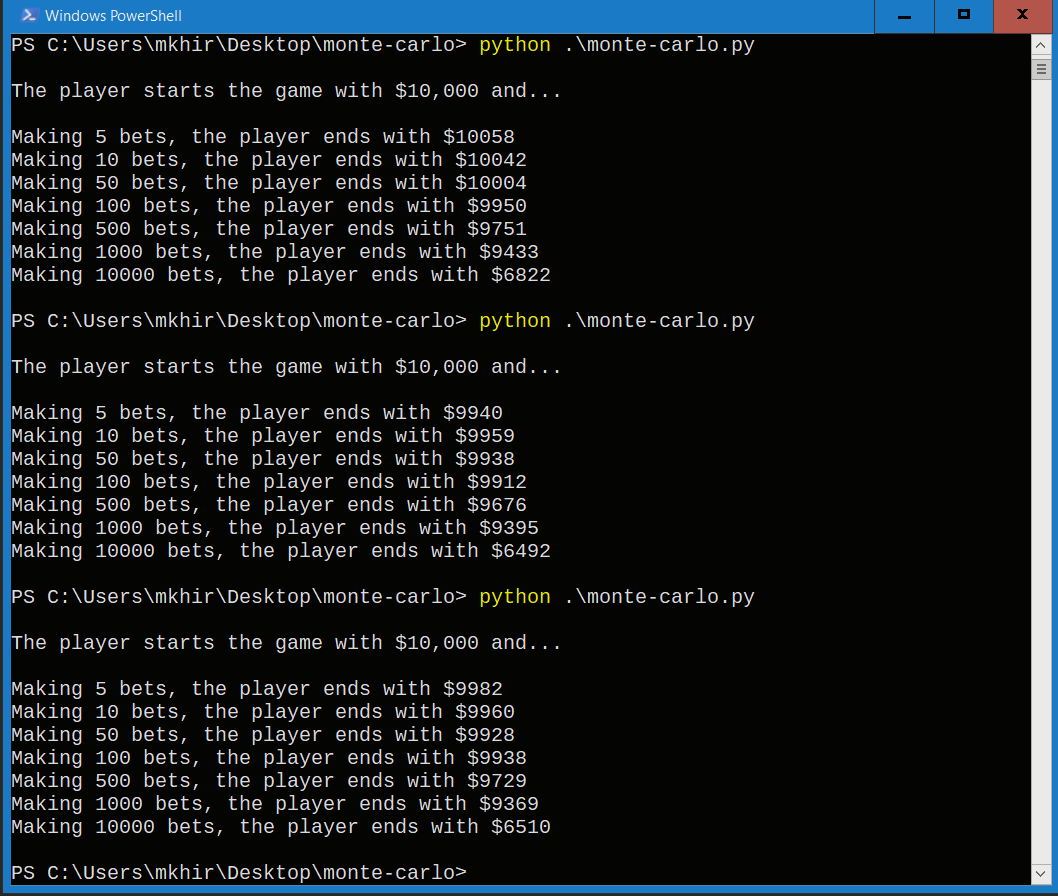 Windows PowerShell
PS C:\Users\mkhir\Desktop\monte-carlo> python .\monte-carlo.py
The player starts the game with $10,000 and...
Making 5 bets, the player ends with $10058
Making 10 bets, the player ends with $10042
Making 50 bets, the player ends with $10004
Making 100 bets, the player ends with $9950
Making 500 bets, the player ends with $9751
Making 1000 bets, the player ends with $9433
Making 10000 bets, the player ends with $6822
PS C:\Users\mkhir\Desktop\monte-carlo> python .\monte-carlo.py
The player starts the game with $10,000 and...
Making 5 bets, the player ends with $9940
Making 10 bets, the player ends with $9959
Making 50 bets, the player ends with $9938
Making 100 bets, the player ends with $9912
Making 500 bets, the player ends with $9676
Making 1000 bets, the player ends with $9395
Making 10000 bets, the player ends with $6492
PS C:\Users\mkhir\Desktop\monte-carlo> python .\monte-carlo.py
The player starts the game with $10,000 and...
Making 5 bets, the player ends with $9982
Making 10 bets, the player ends with $9960
Making 50 bets, the player ends with $9928
Making 100 bets, the player ends with $9938
Making 500 bets, the player ends with $9729
Making 1000 bets, the player ends with $9369
Making 10000 bets, the player ends with $6510
PS C:\Users\mkhir\Desktop\monte-carlo>